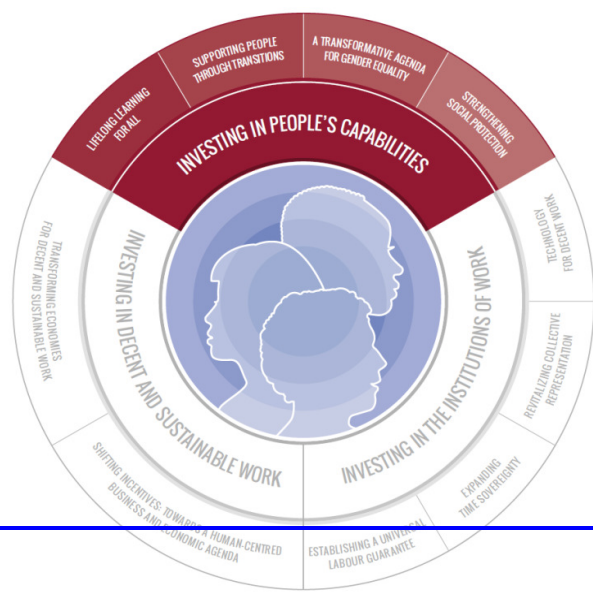 SUPPORTING PEOPLE
THROUGH TRANSITIONS
A TRANSFORMATIVE AGENDA
FOR GENDER EQUALITY
LIFELONG LEARNING
FOR ALL
STRENGTHENING
SOCIAL PROTECTION
INVESTING IN PEOPLE'S CAPABILITIES
TECHNOLOGY
FOR DECENT WORK
TRANSFORMING ECONOMIES
FOR DECENT AND SUSTAINABLE WORK
INVESTING IN DECENT AND SUSTAINABLE WORK
INVESTING IN THE INSTITUTIONS OF WORK
REVITALIZING COLLECTIVE
REPRESENTATION
EXPANDING
TIME SOVEREIGNTY
SHIFTING INCENTIVES: TOWARDS A HUMAN-CENTRED
BUSINESS AND ECONOMIC AGENDA
ESTABLISHING A UNIVERSAL
LABOUR GUARANTEE